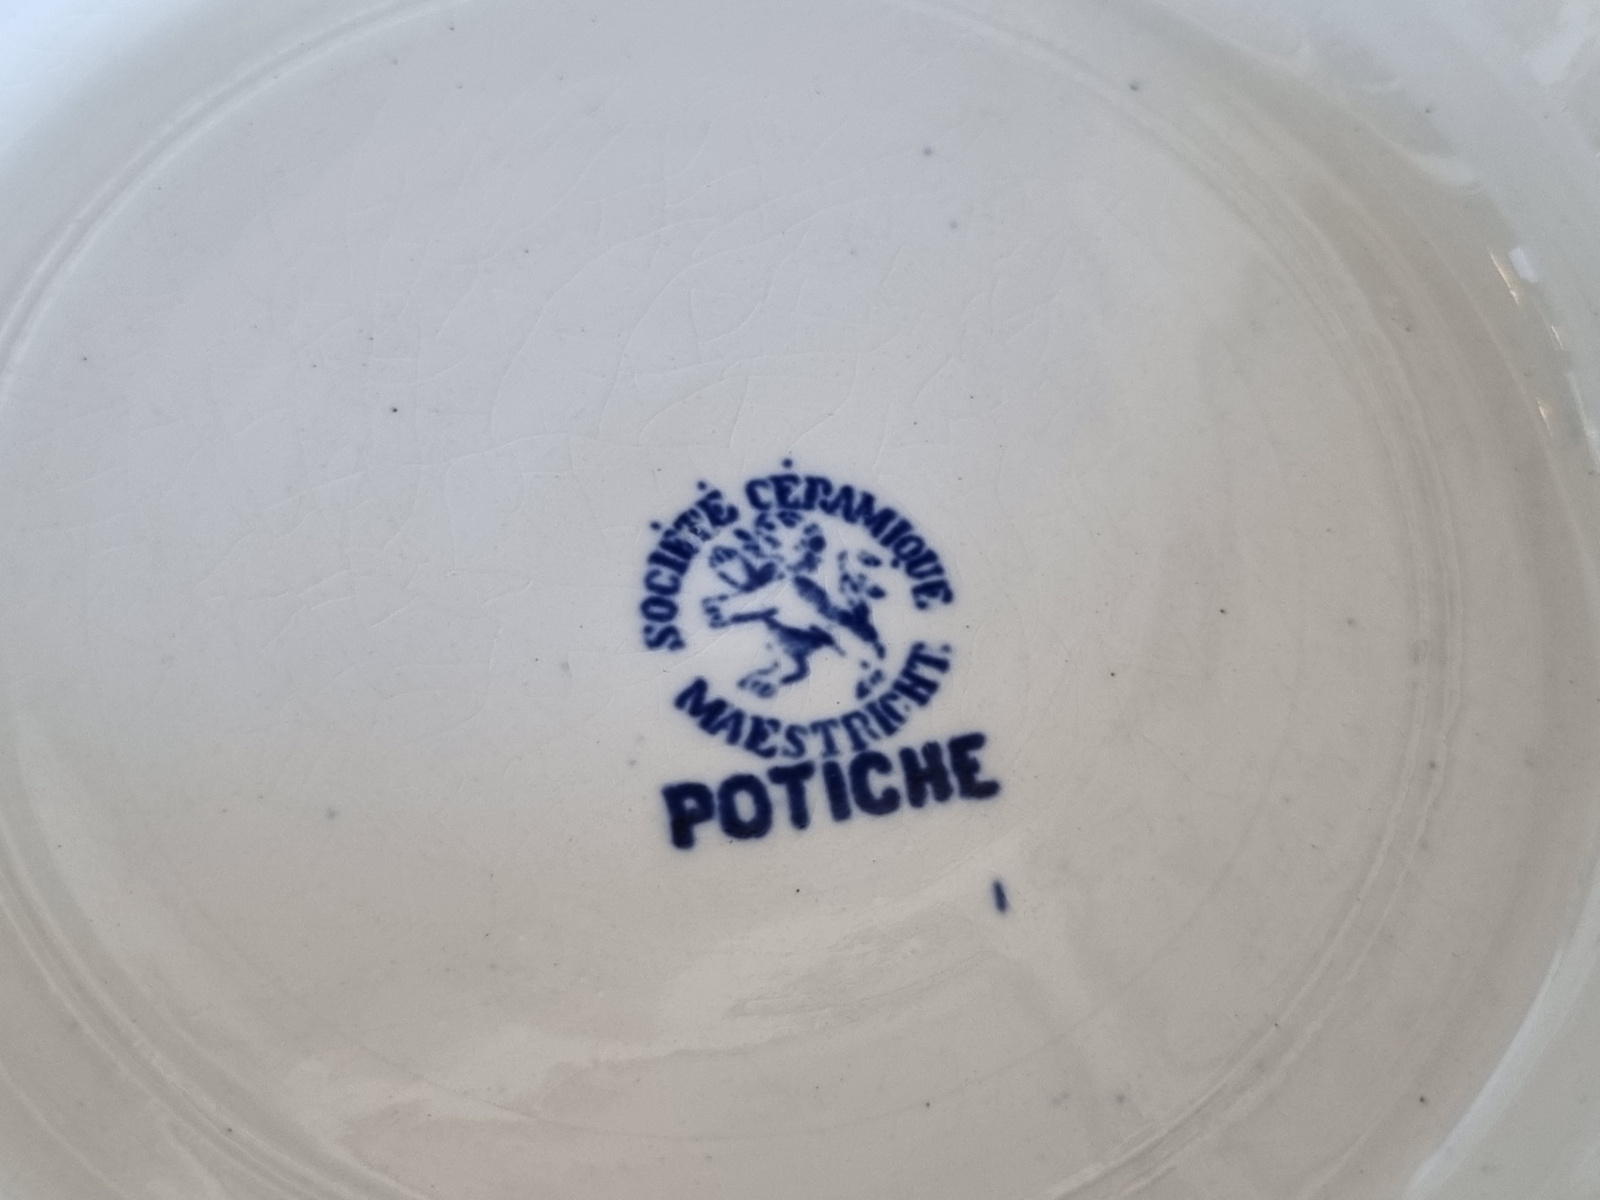 SOCIÉTÉ CÉRAMIQUE
MAESTRICHT.
POTICHE